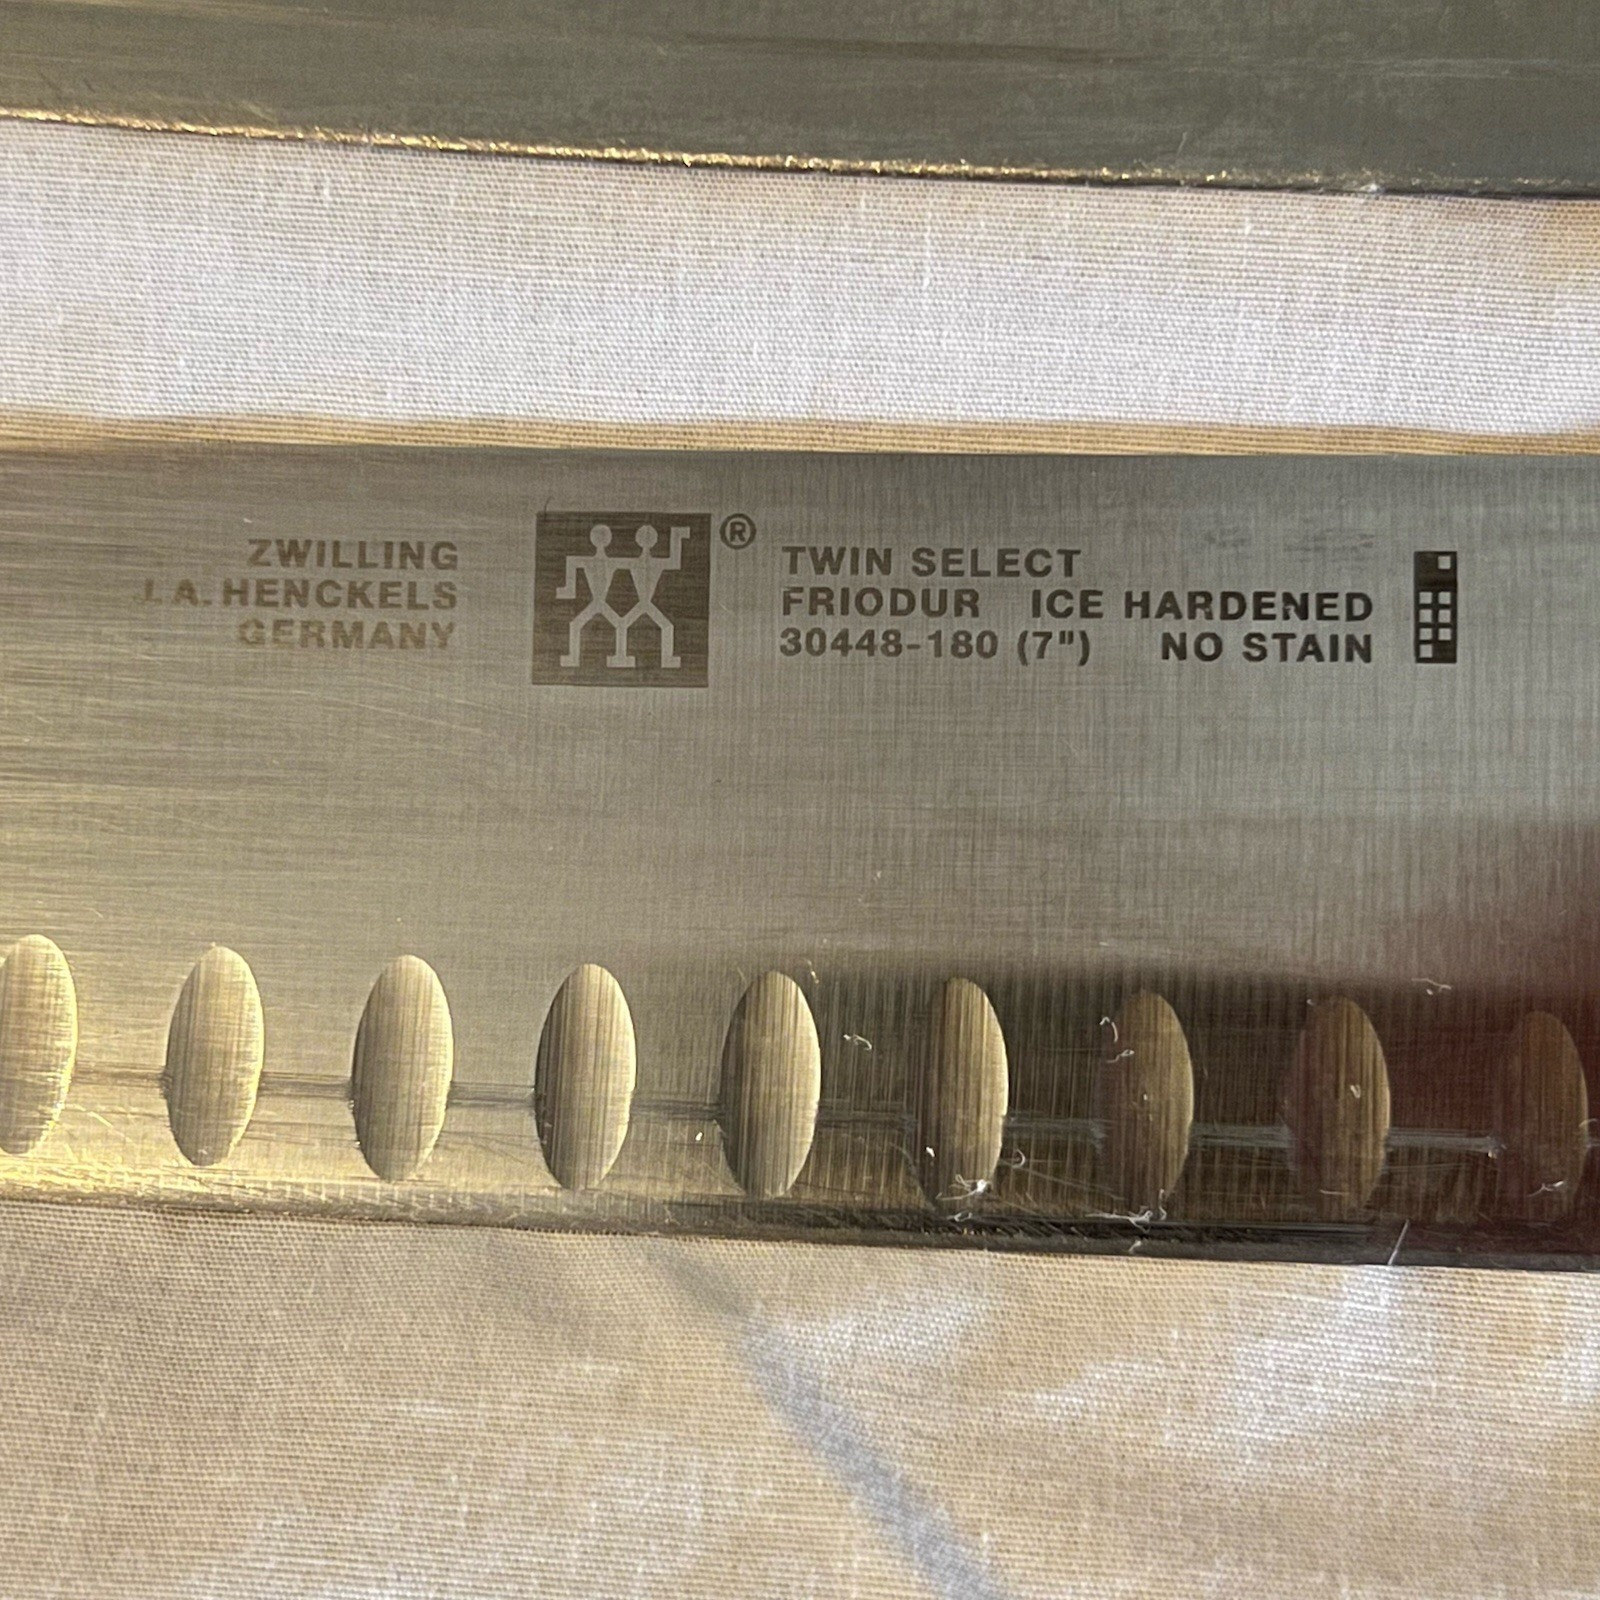 ZWILLING
J.A. HENCKELS
GERMANY
®
TWIN SELECT
FRIODUR ICE HARDENED
30448-180 (7") NO STAIN